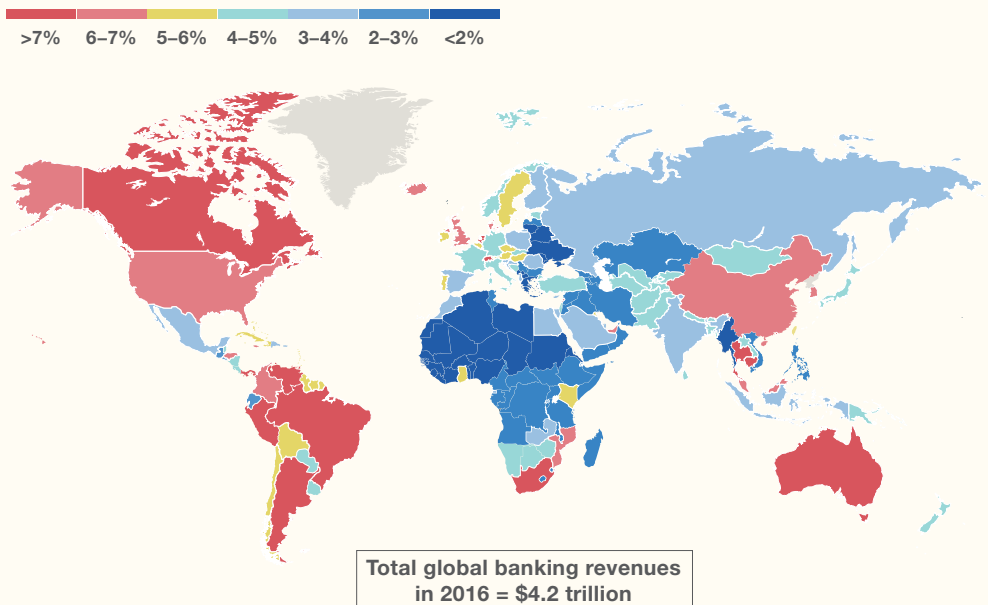 >7% 6–7% 5–6% 4–5% 3–4% 2–3% <2%
Total global banking revenues
in 2016 = $4.2 trillion